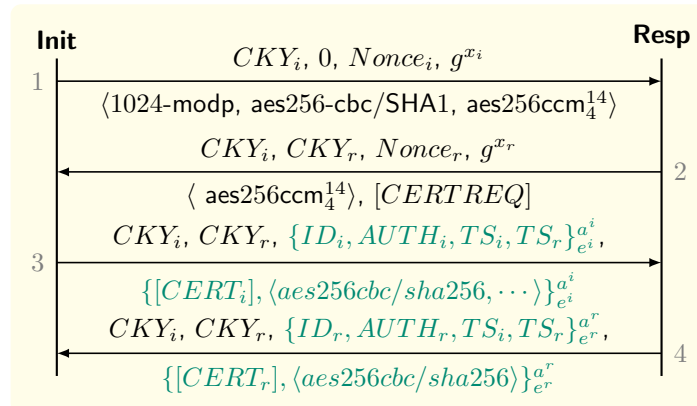 Init Resp
CKY_i, 0, Nonce_i, g^{x_i}
1
⟨1024-modp, aes256-cbc/SHA1, aes256ccm_4^{14}⟩
CKY_i, CKY_r, Nonce_r, g^{x_r}
2
⟨ aes256ccm_4^{14}⟩, [CERTREQ]
CKY_i, CKY_r, {ID_i, AUTH_i, TS_i, TS_r}_{e^i}^{a^i},
3
{[CERT_i], ⟨aes256cbc/sha256, ⋯⟩}_{e^i}^{a^i}
CKY_i, CKY_r, {ID_r, AUTH_r, TS_i, TS_r}_{e^r}^{a^r},
4
{[CERT_r], ⟨aes256cbc/sha256⟩}_{e^r}^{a^r}